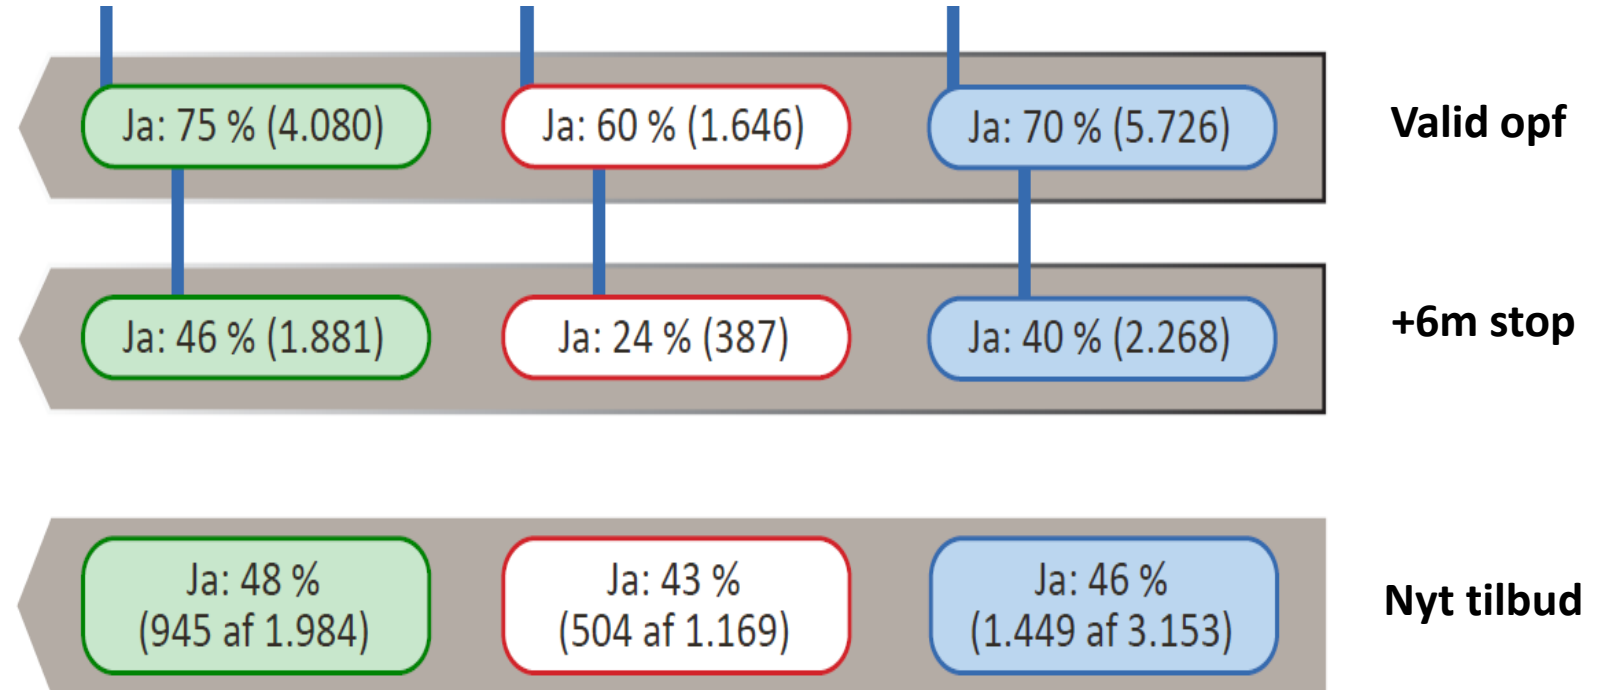 Ja: 75 % (4.080)
Ja: 60 % (1.646)
Ja: 70 % (5.726)
Valid opf
Ja: 46 % (1.881)
Ja: 24 % (387)
Ja: 40 % (2.268)
+6m stop
Ja: 48 %
(945 af 1.984)
Ja: 43 %
(504 af 1.169)
Ja: 46 %
(1.449 af 3.153)
Nyt tilbud